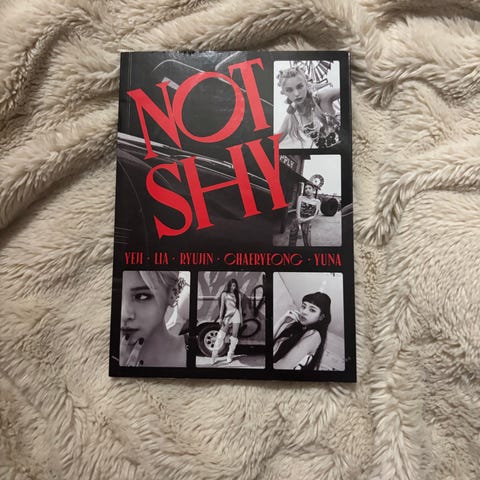 NOT
SHY
YEJI · LIA · RYUJIN · CHAERYEONG · YUNA